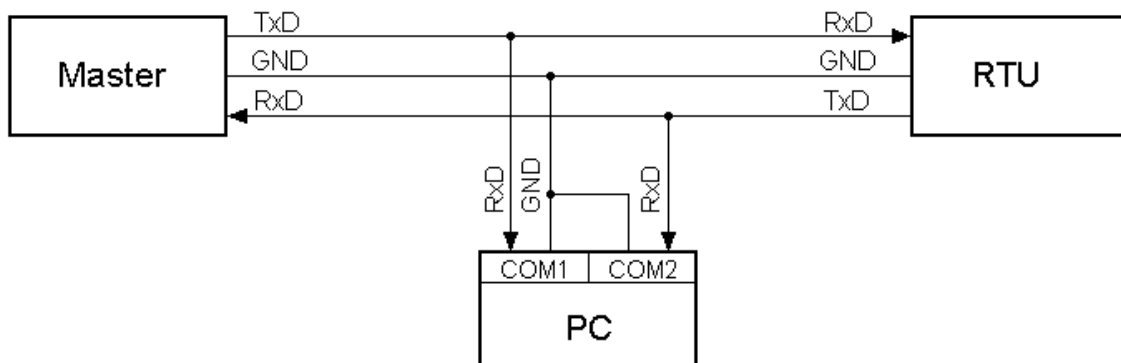 TxD RxD
Master GND GND RTU
RxD TxD
RxD GND RxD
COM1 COM2
PC